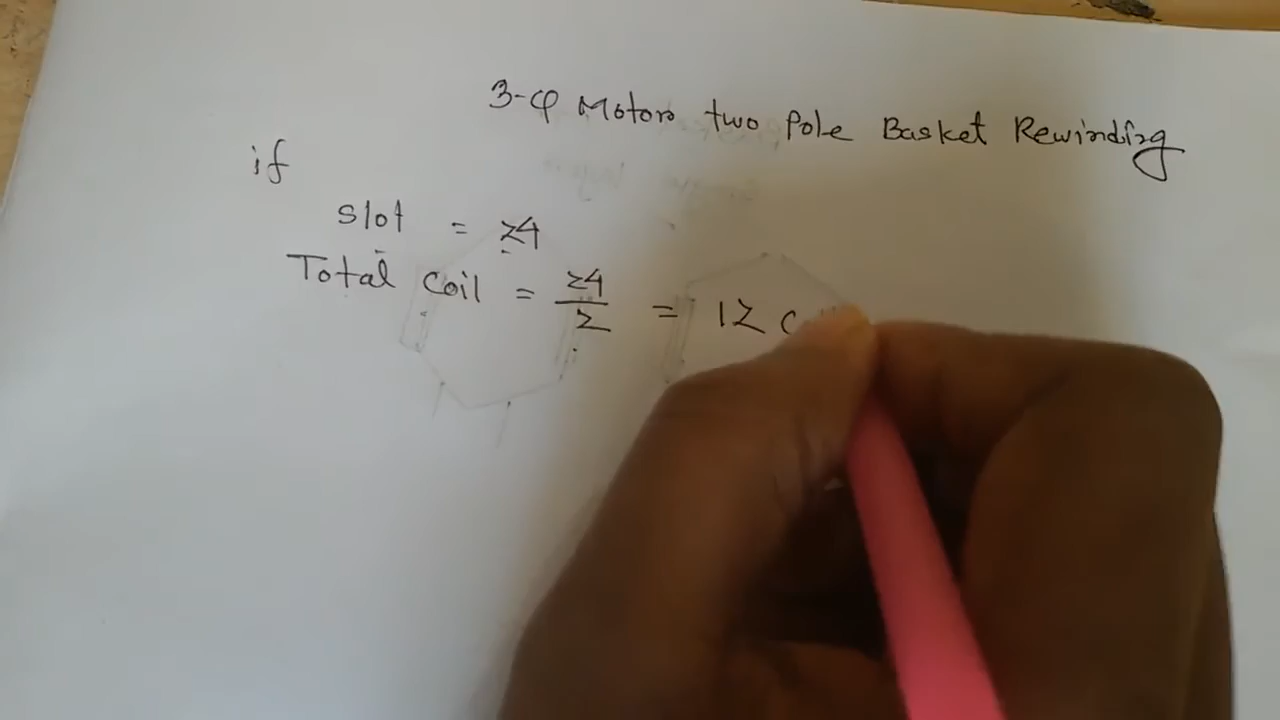 3-φ Motor two Pole Basket Rewinding
if
slot = 24
Total coil = 24/2 = 12